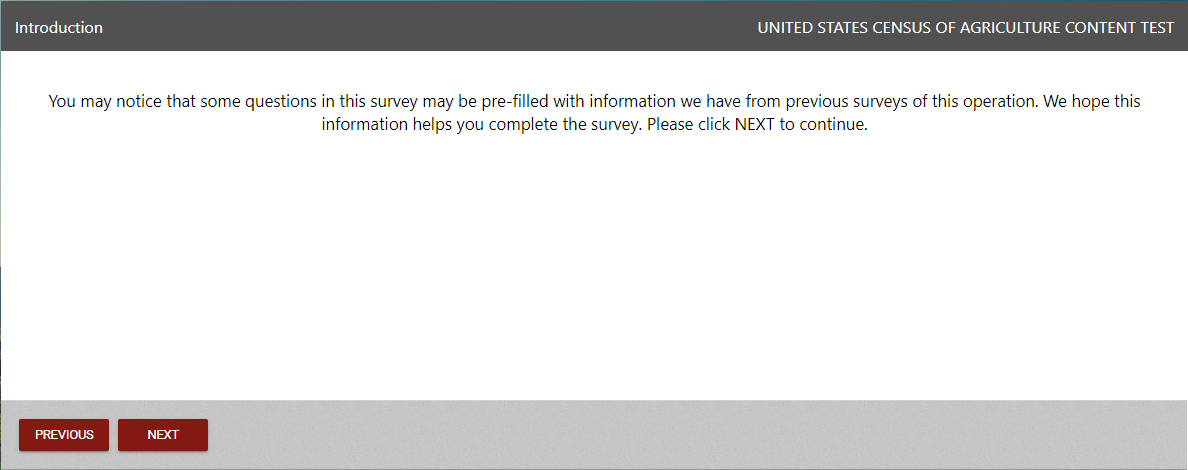 Introduction
UNITED STATES CENSUS OF AGRICULTURE CONTENT TEST
You may notice that some questions in this survey may be pre-filled with information we have from previous surveys of this operation. We hope this
information helps you complete the survey. Please click NEXT to continue.
PREVIOUS
NEXT